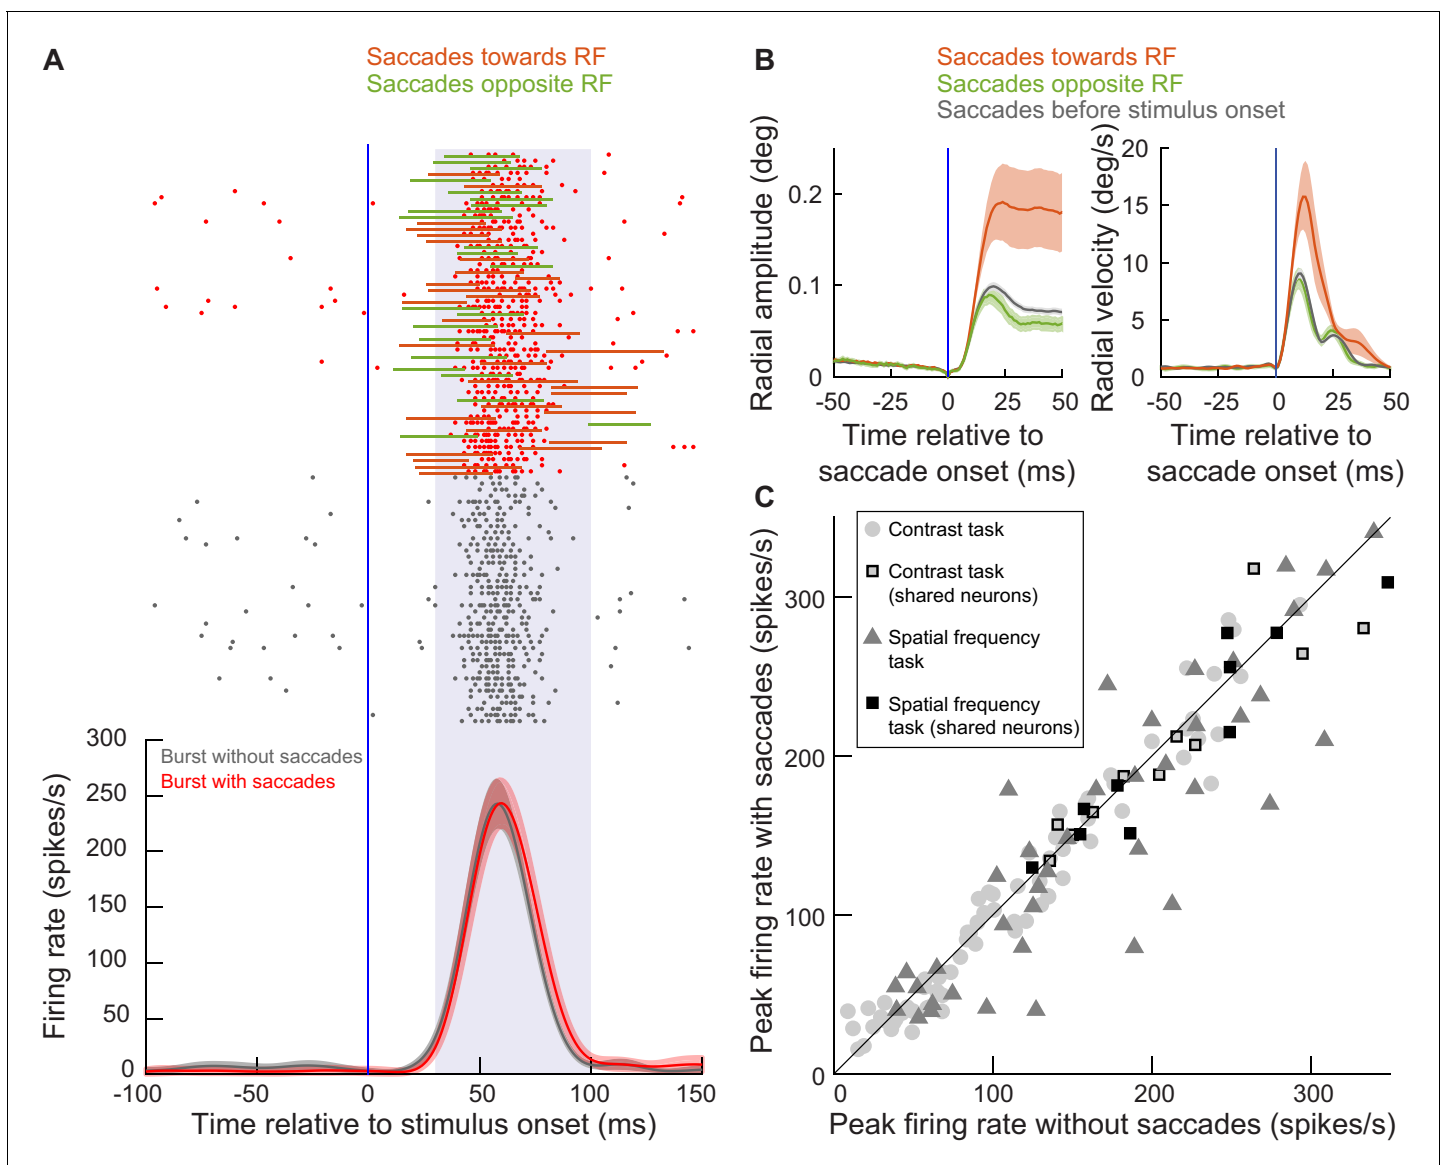 A
Saccades towards RF
Saccades opposite RF
300
250
200
150
100
50
0
Firing rate (spikes/s)
Burst without saccades
Burst with saccades
-100
-50
0
50
100
150
Time relative to stimulus onset (ms)
B
Saccades towards RF
Saccades opposite RF
Saccades before stimulus onset
Radial amplitude (deg)
0.2
0.1
0
-50
-25
0
25
50
Time relative to
saccade onset (ms)
Radial velocity (deg/s)
20
15
10
5
0
-50
-25
0
25
50
Time relative to
saccade onset (ms)
C
Contrast task
Contrast task
(shared neurons)
Spatial frequency
task
Spatial frequency
task (shared neurons)
Peak firing rate with saccades (spikes/s)
300
200
100
0
0
100
200
300
Peak firing rate without saccades (spikes/s)